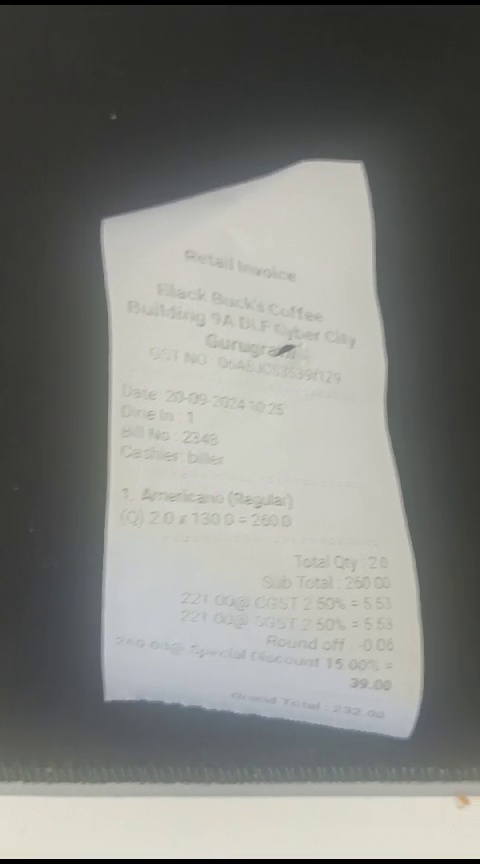 Retail Invoice
Black Buck's Coffee
Building 9A DLF Cyber City
Gurugram
GST NO
Date: 20-09-2024 10:25
Dine In : 1
Bill No : 2348
Cashier: biller
1. Americano (Regular)
(Q) 2.0 x 130.0 = 260.0
Total Qty : 2.0
Sub Total : 260.00
221.00@ CGST 2.50% = 5.53
221.00@ SGST 2.50% = 5.53
Round off : -0.06
260.00@ Special Discount 15.00% =
39.00
Grand Total : 232.00